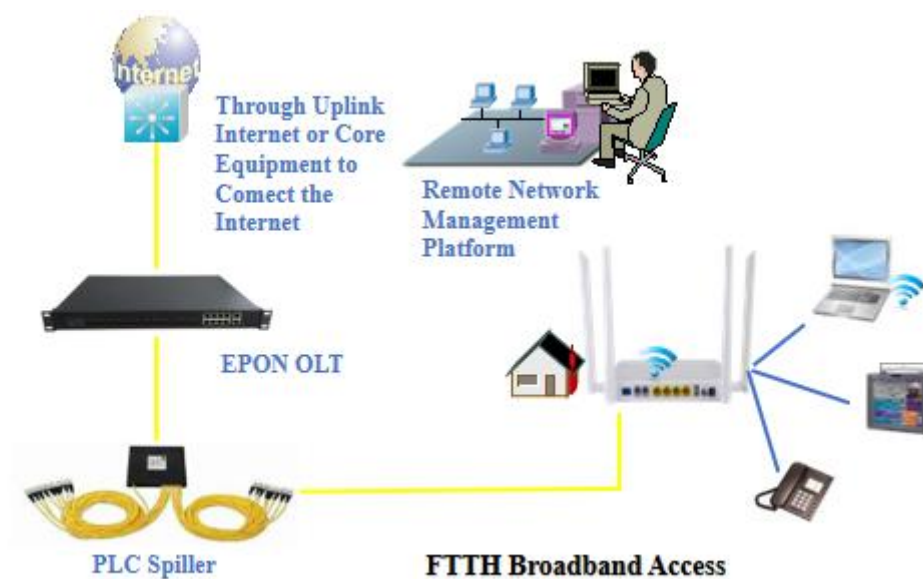 Internet
Through Uplink
Internet or Core
Equipment to
Comect the
Internet
Remote Network
Management
Platform
EPON OLT
PLC Spiller
FTTH Broadband Access